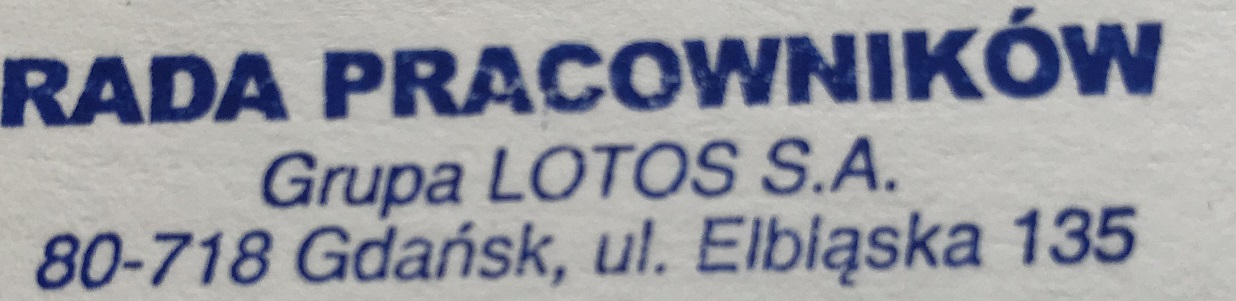 RADA PRACOWNIKÓW
Grupa LOTOS S.A.
80-718 Gdańsk, ul. Elbląska 135